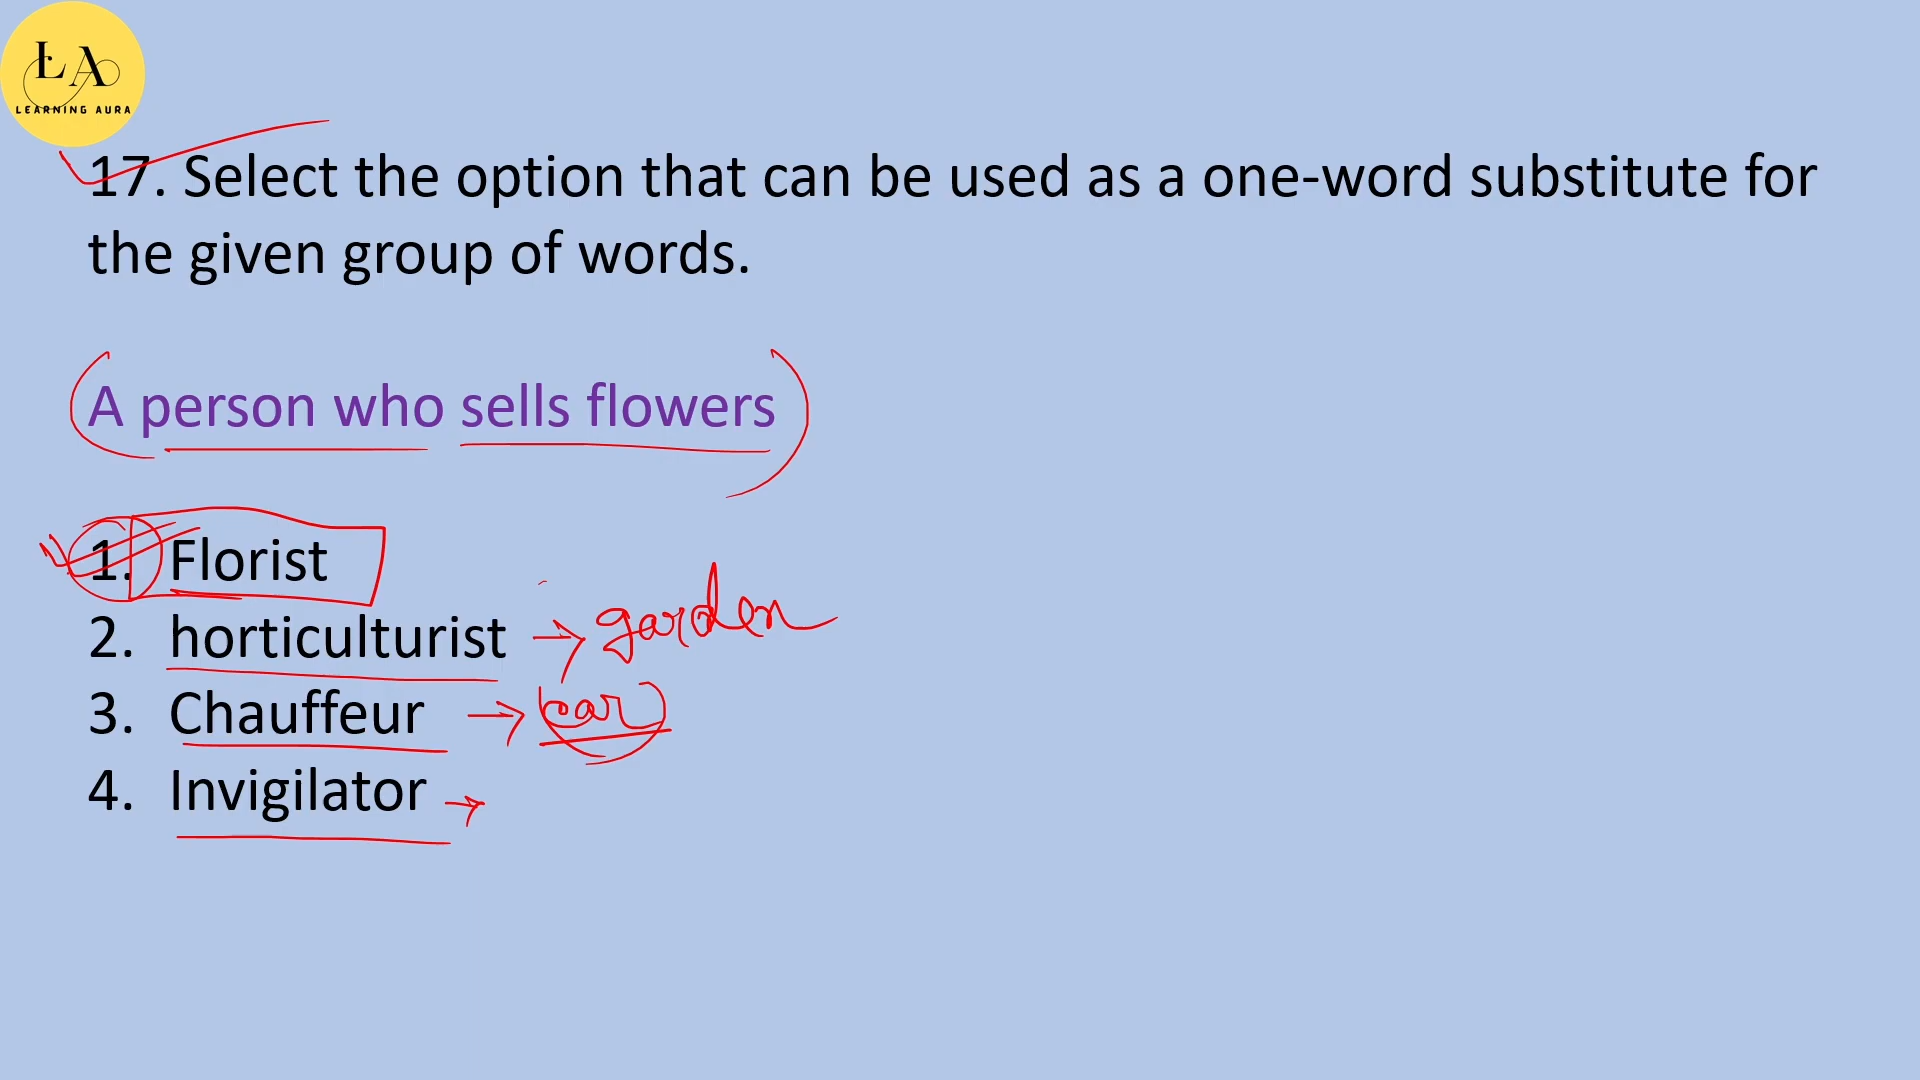 LA
LEARNING AURA
17. Select the option that can be used as a one-word substitute for
the given group of words.
A person who sells flowers
1. Florist
2. horticulturist → garden
3. Chauffeur → car
4. Invigilator →